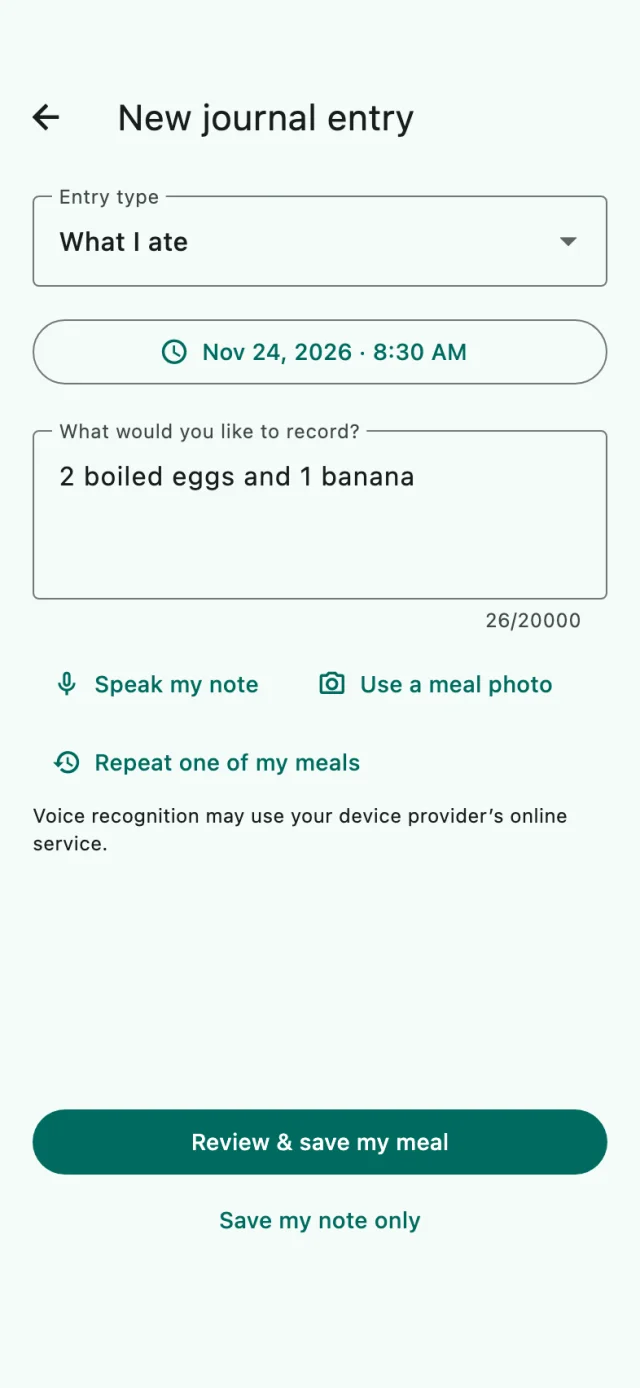 New journal entry
Entry type
What I ate
Nov 24, 2026 · 8:30 AM
What would you like to record?
2 boiled eggs and 1 banana
26/20000
Speak my note
Use a meal photo
Repeat one of my meals
Voice recognition may use your device provider’s online
service.
Review & save my meal
Save my note only